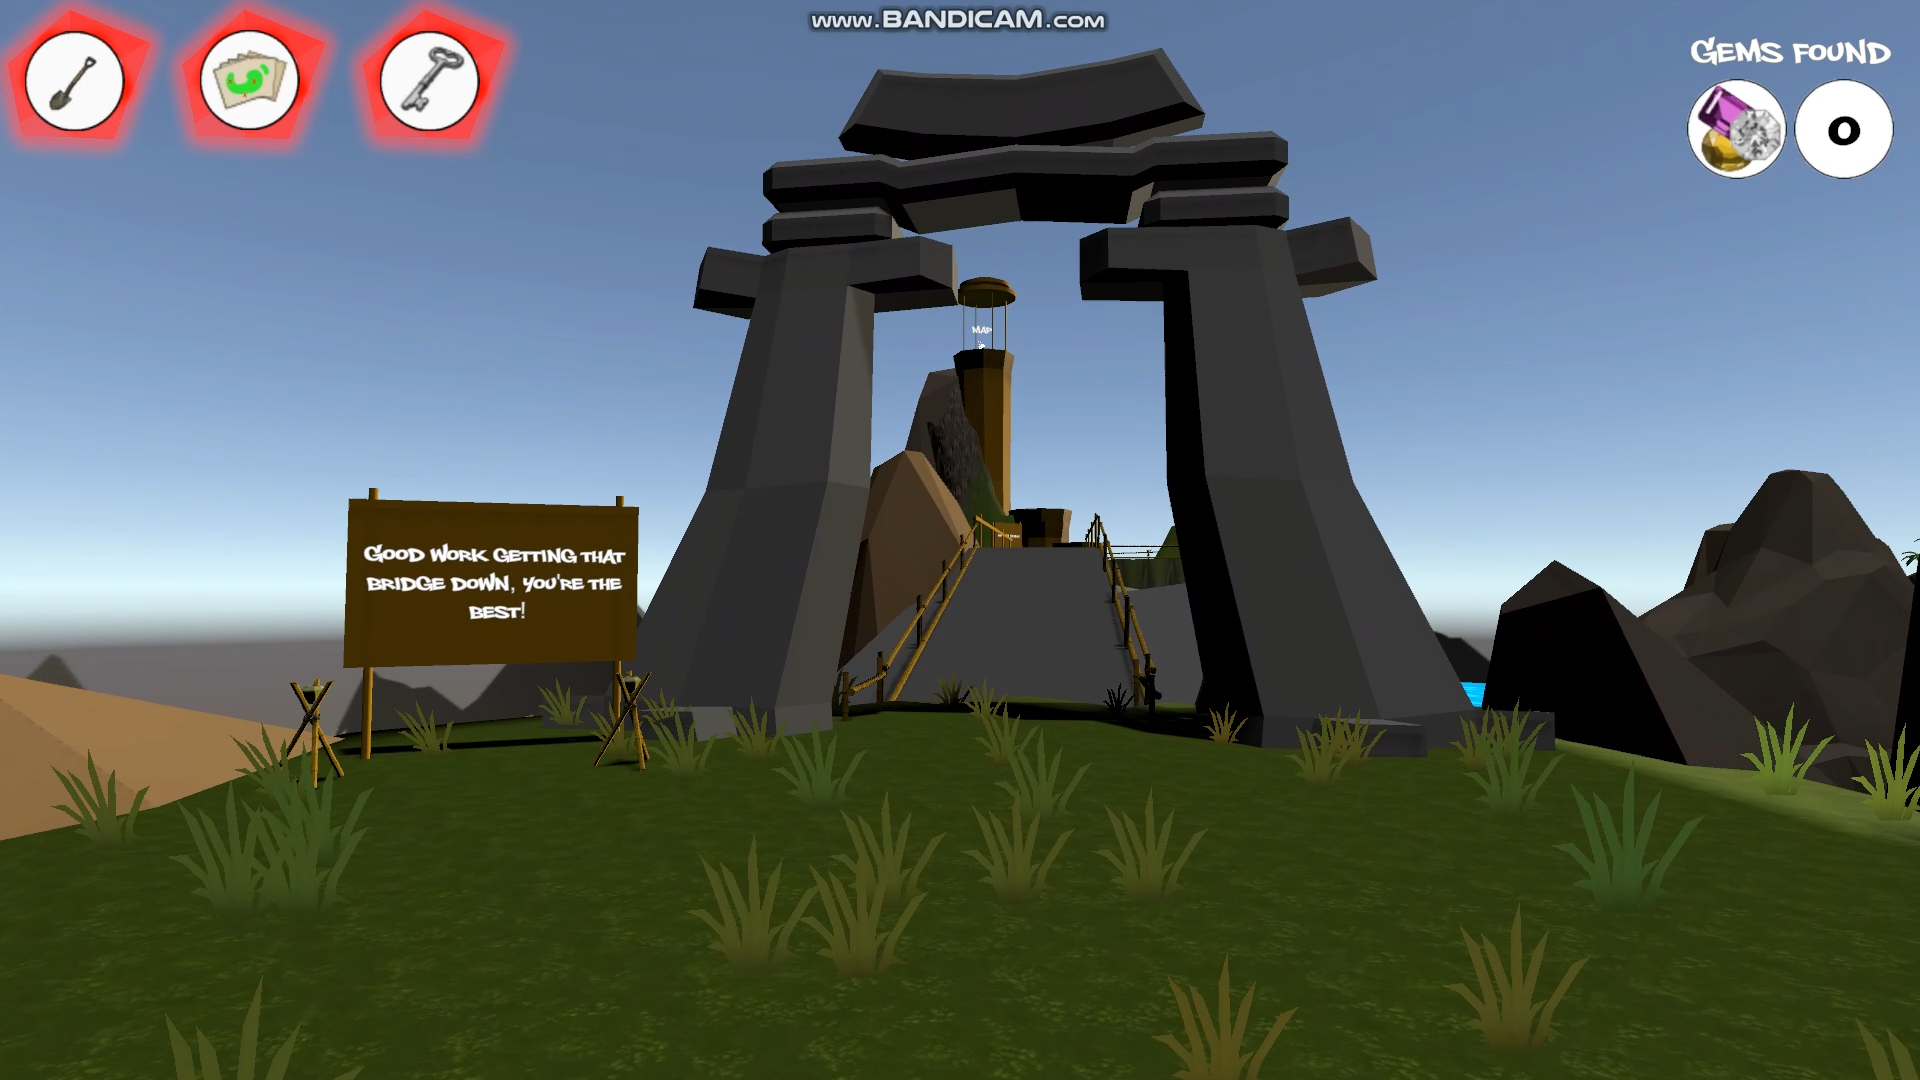 www.BANDICAM.com
GEMS FOUND
0
MAP
GOOD WORK GETTING THAT
BRIDGE DOWN, YOU'RE THE
BEST!